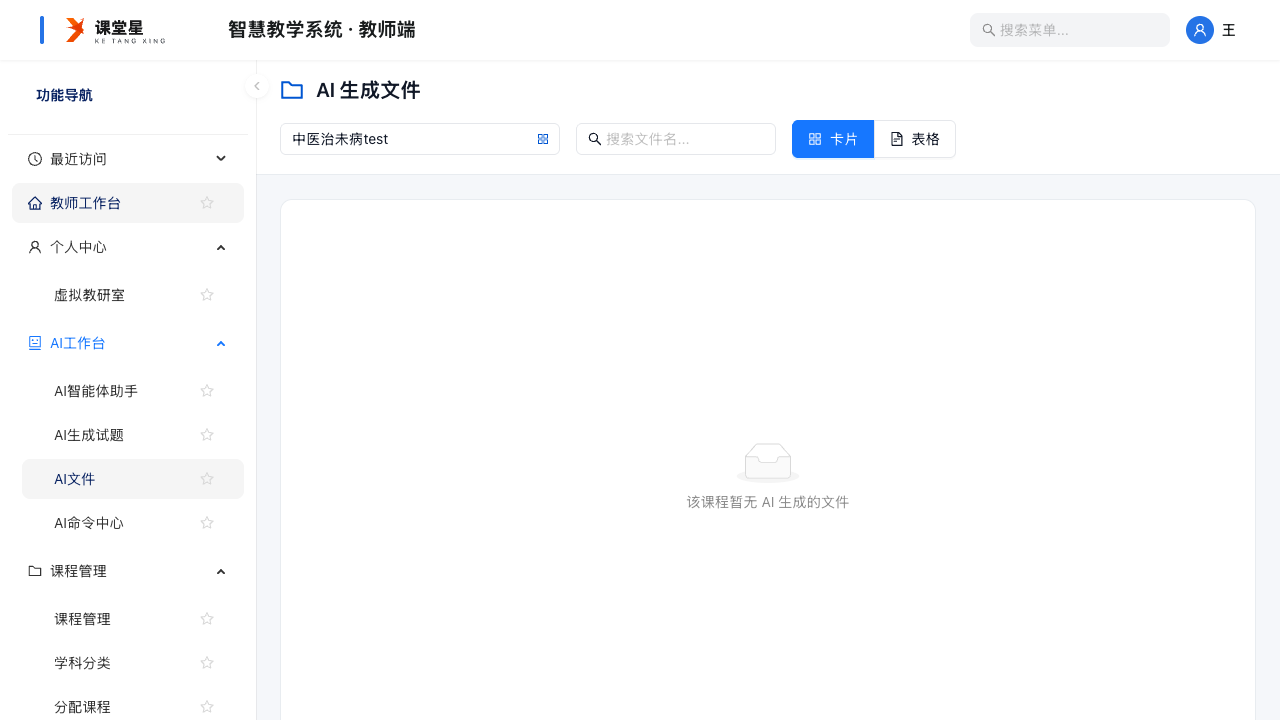 课堂星
KE TANG XING
智慧教学系统 · 教师端
搜索菜单...
王
功能导航
最近访问
教师工作台
个人中心
虚拟教研室
AI工作台
AI智能体助手
AI生成试题
AI文件
AI命令中心
课程管理
课程管理
学科分类
分配课程
AI 生成文件
中医治未病test
搜索文件名...
卡片
表格
该课程暂无 AI 生成的文件